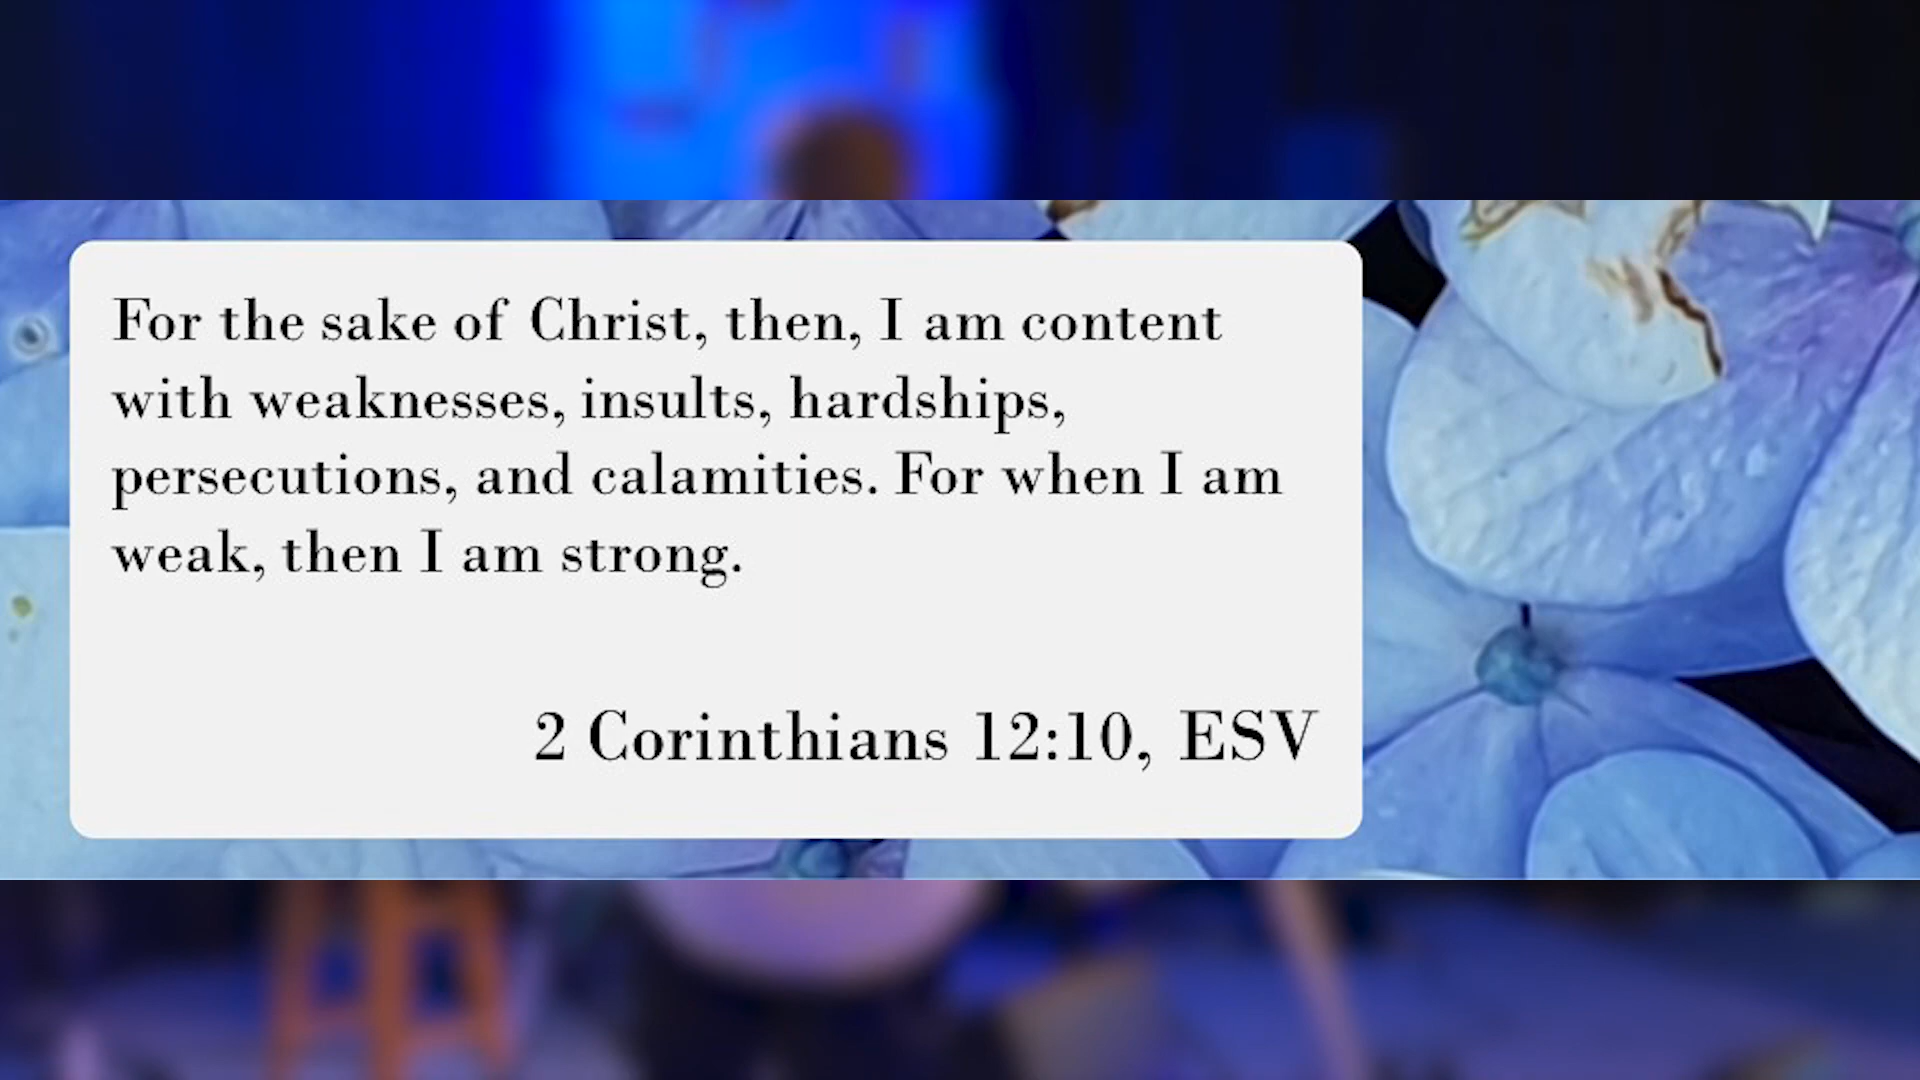 For the sake of Christ, then, I am content
with weaknesses, insults, hardships,
persecutions, and calamities. For when I am
weak, then I am strong.
2 Corinthians 12:10, ESV